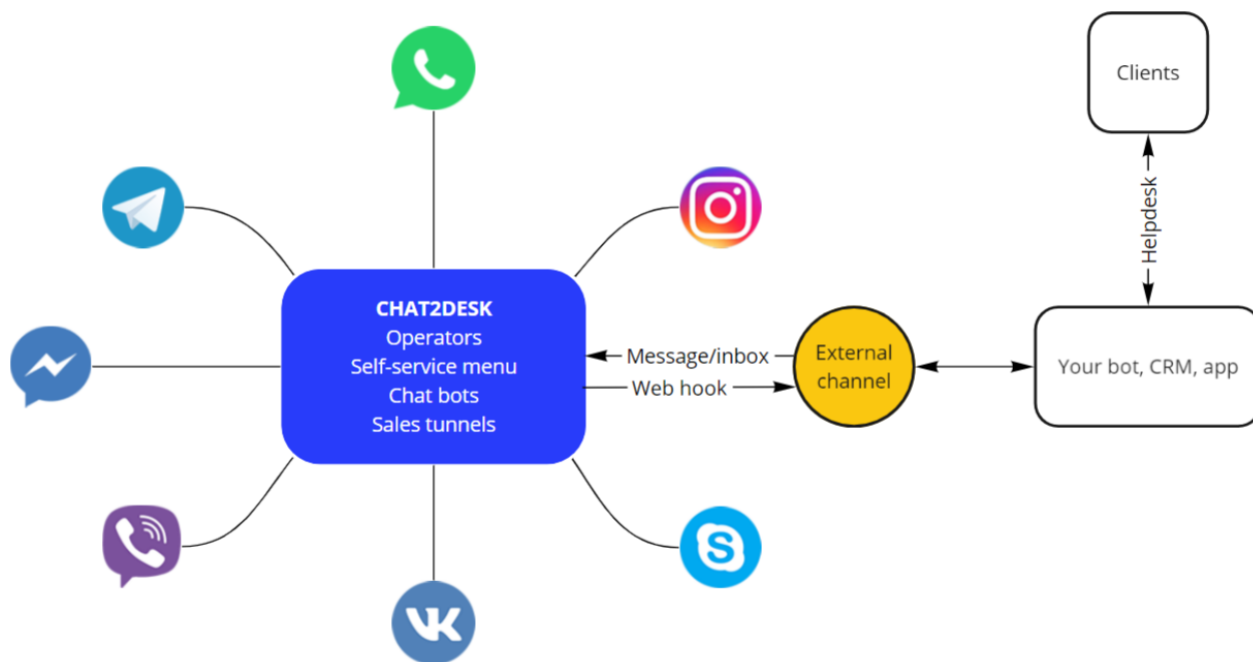 Clients
Helpdesk
CHAT2DESK
Operators
Self-service menu
Chat bots
Sales tunnels
Message/inbox
Web hook
External
channel
Your bot, CRM, app